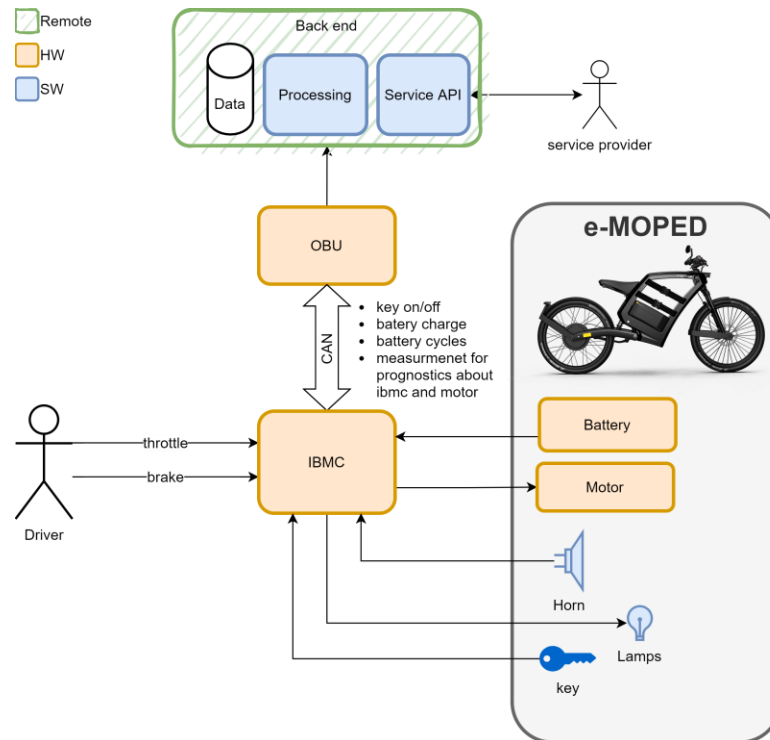 Remote
HW
SW
Back end
Data
Processing
Service API
service provider
OBU
CAN
key on/off
batery charge
battery cycles
measurmenet for
prognostics about
ibmc and motor
e-MOPED
Driver
throttle
brake
IBMC
Battery
Motor
Horn
Lamps
key